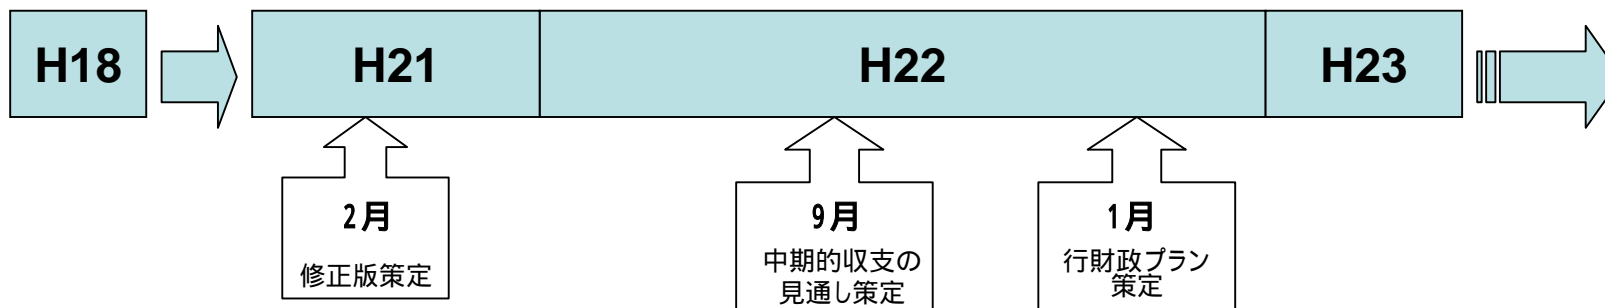 H18
H21
H22
H23
2月
修正版策定
9月
中期的収支の
見通し策定
1月
行財政プラン
策定